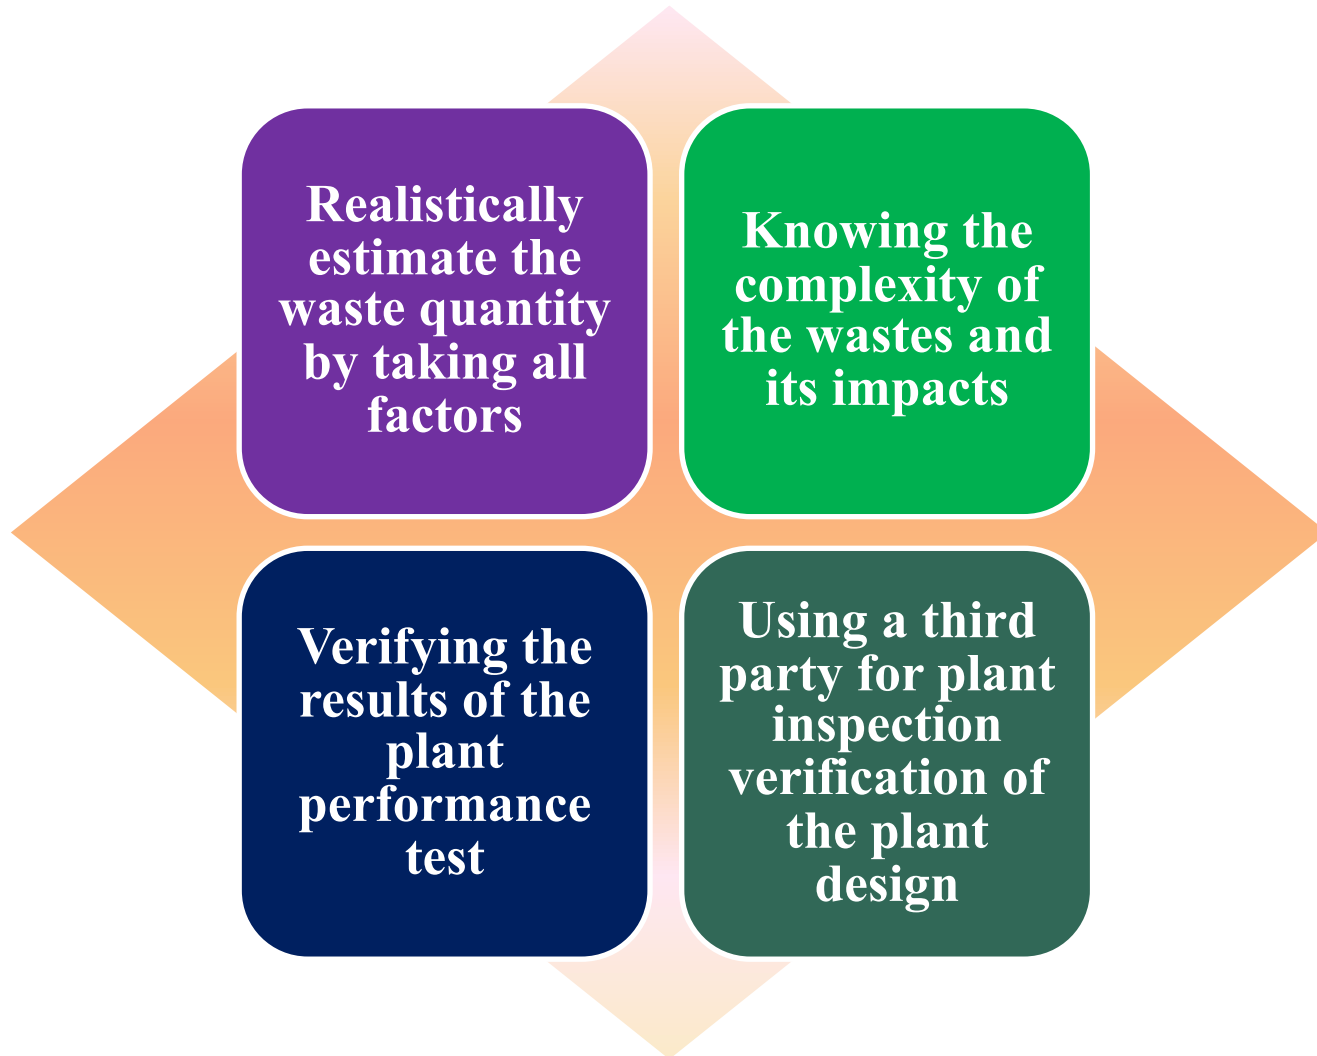 Realistically
estimate the
waste quantity
by taking all
factors
Knowing the
complexity of
the wastes and
its impacts
Verifying the
results of the
plant
performance
test
Using a third
party for plant
inspection
verification of
the plant
design